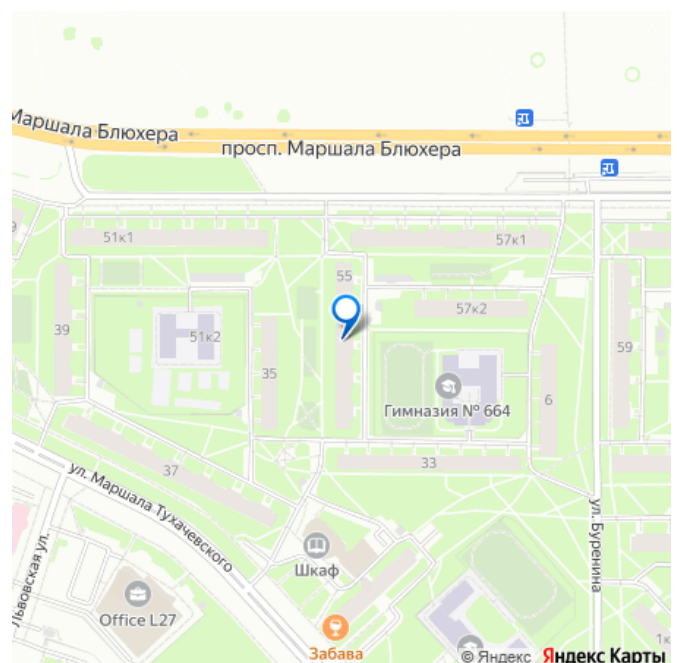 Маршала Блюхера
просп. Маршала Блюхера
51к1
57к1
55
57к2
39
51к2
59
35
Гимназия № 664
6
37
33
ул. Маршала Тухачевского
ул. Буренина
Львовская ул.
Шкаф
Office L27
Забава
1к
© Яндекс Яндекс Карты